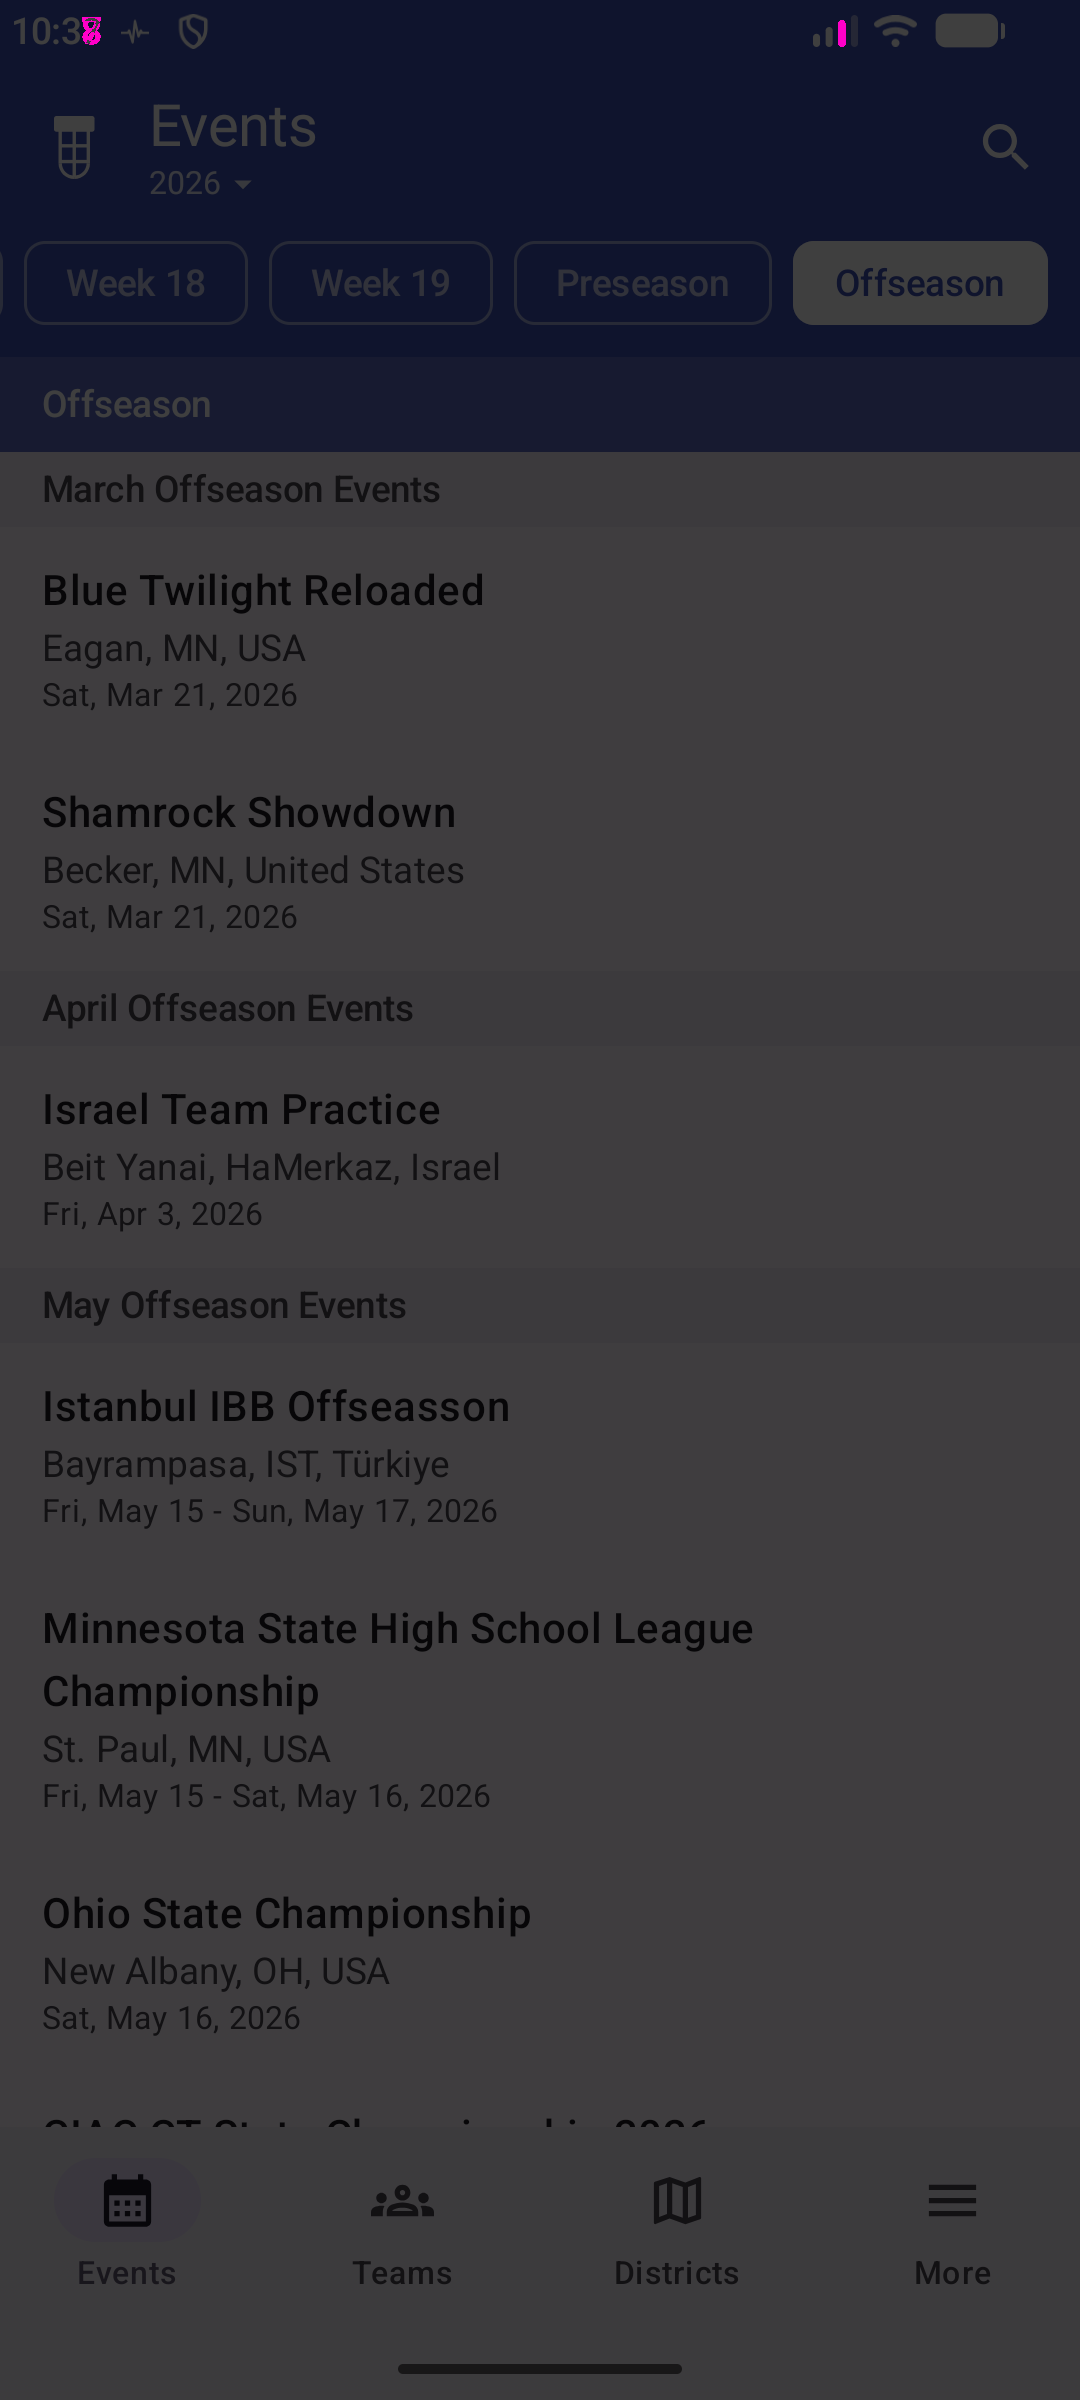 10:3
Events
2026
Week 18
Week 19
Preseason
Offseason
Offseason
March Offseason Events
Blue Twilight Reloaded
Eagan, MN, USA
Sat, Mar 21, 2026
Shamrock Showdown
Becker, MN, United States
Sat, Mar 21, 2026
April Offseason Events
Israel Team Practice
Beit Yanai, HaMerkaz, Israel
Fri, Apr 3, 2026
May Offseason Events
Istanbul IBB Offseasson
Bayrampasa, IST, Türkiye
Fri, May 15 - Sun, May 17, 2026
Minnesota State High School League
Championship
St. Paul, MN, USA
Fri, May 15 - Sat, May 16, 2026
Ohio State Championship
New Albany, OH, USA
Sat, May 16, 2026
Events
Teams
Districts
More